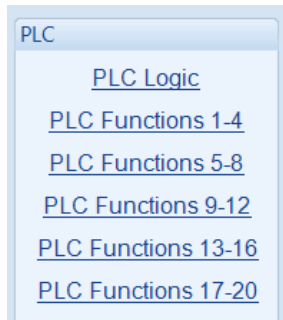 PLC
PLC Logic
PLC Functions 1-4
PLC Functions 5-8
PLC Functions 9-12
PLC Functions 13-16
PLC Functions 17-20